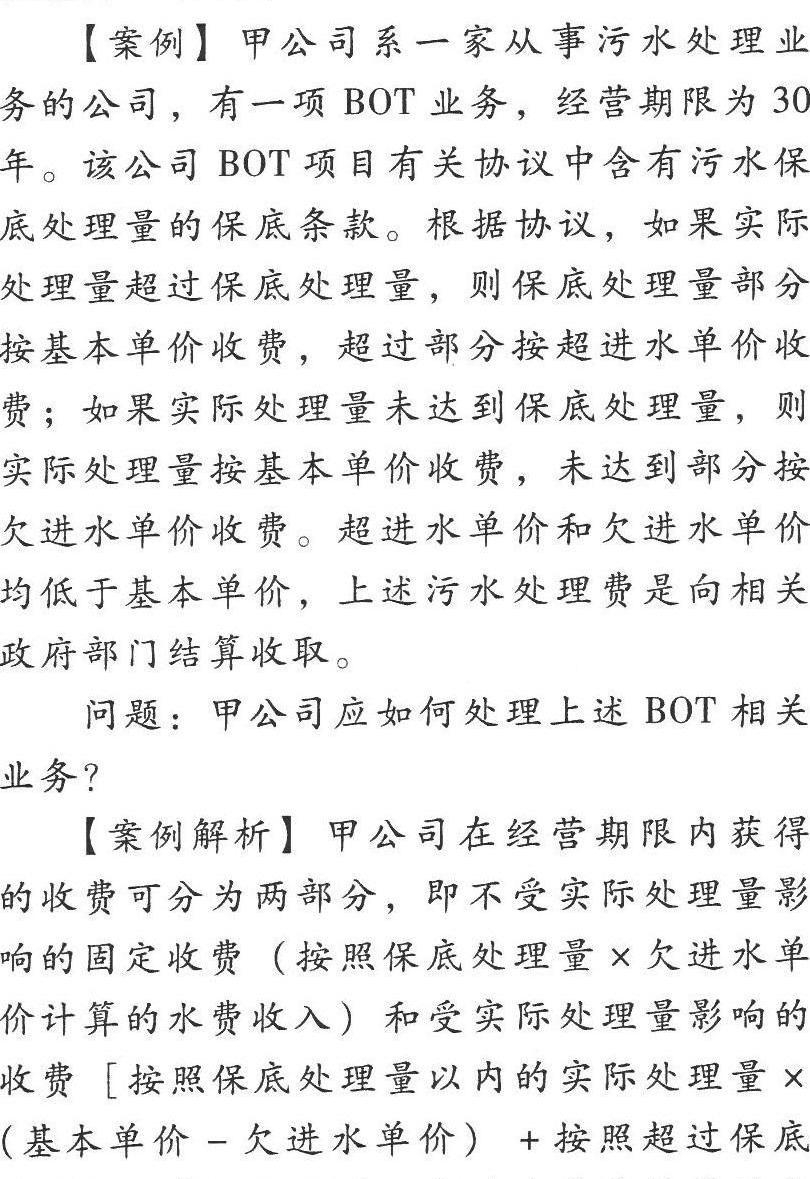 【案例】甲公司系一家从事污水处理业
务的公司，有一项 BOT 业务，经营期限为 30
年。该公司 BOT 项目有关协议中含有污水保
底处理量的保底条款。根据协议，如果实际
处理量超过保底处理量，则保底处理量部分
按基本单价收费，超过部分按超进水单价收
费；如果实际处理量未达到保底处理量，则
实际处理量按基本单价收费，未达到部分按
欠进水单价收费。超进水单价和欠进水单价
均低于基本单价，上述污水处理费是向相关
政府部门结算收取。
问题：甲公司应如何处理上述 BOT 相关
业务？
【案例解析】甲公司在经营期限内获得
的收费可分为两部分，即不受实际处理量影
响的固定收费（按照保底处理量×欠进水单
价计算的水费收入）和受实际处理量影响的
收费［按照保底处理量以内的实际处理量×
（基本单价－欠进水单价）＋按照超过保底